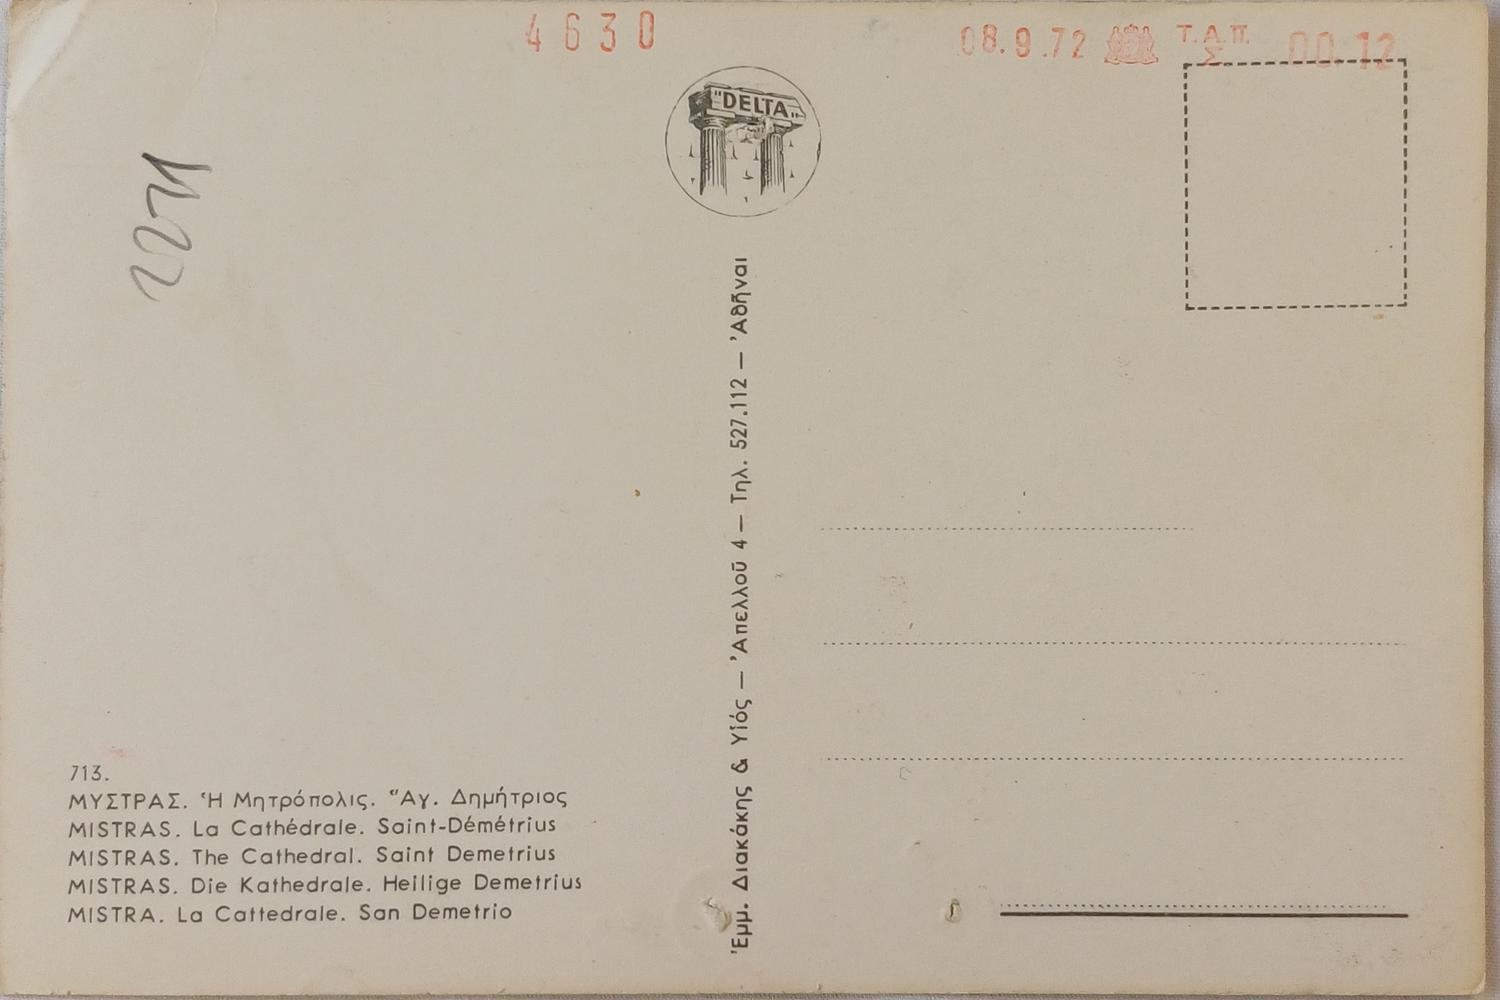 4630
08.9.72 Τ.Α.Π. 00.12
Σ
"DELTA"
2271
Ἐμμ. Διακάκης & Υἱός — Ἀπελλοῦ 4 — Τηλ. 527.112 — Ἀθῆναι
713.
ΜΥΣΤΡΑΣ. Ἡ Μητρόπολις. Ἅγ. Δημήτριος
MISTRAS. La Cathédrale. Saint-Démétrius
MISTRAS. The Cathedral. Saint Demetrius
MISTRAS. Die Kathedrale. Heilige Demetrius
MISTRA. La Cattedrale. San Demetrio